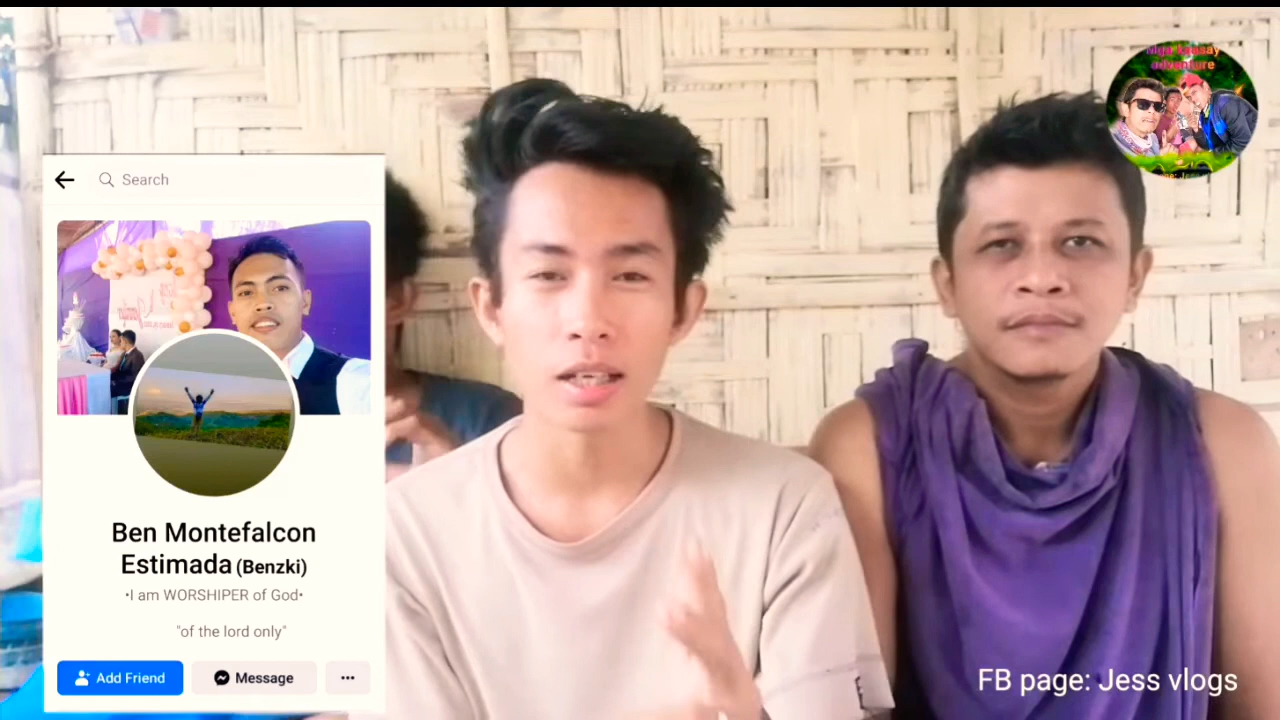 Search
Ben Montefalcon
Estimada (Benzki)
•I am WORSHIPER of God•
"of the lord only"
Add Friend
Message
adventure
FB page: Jess vlogs